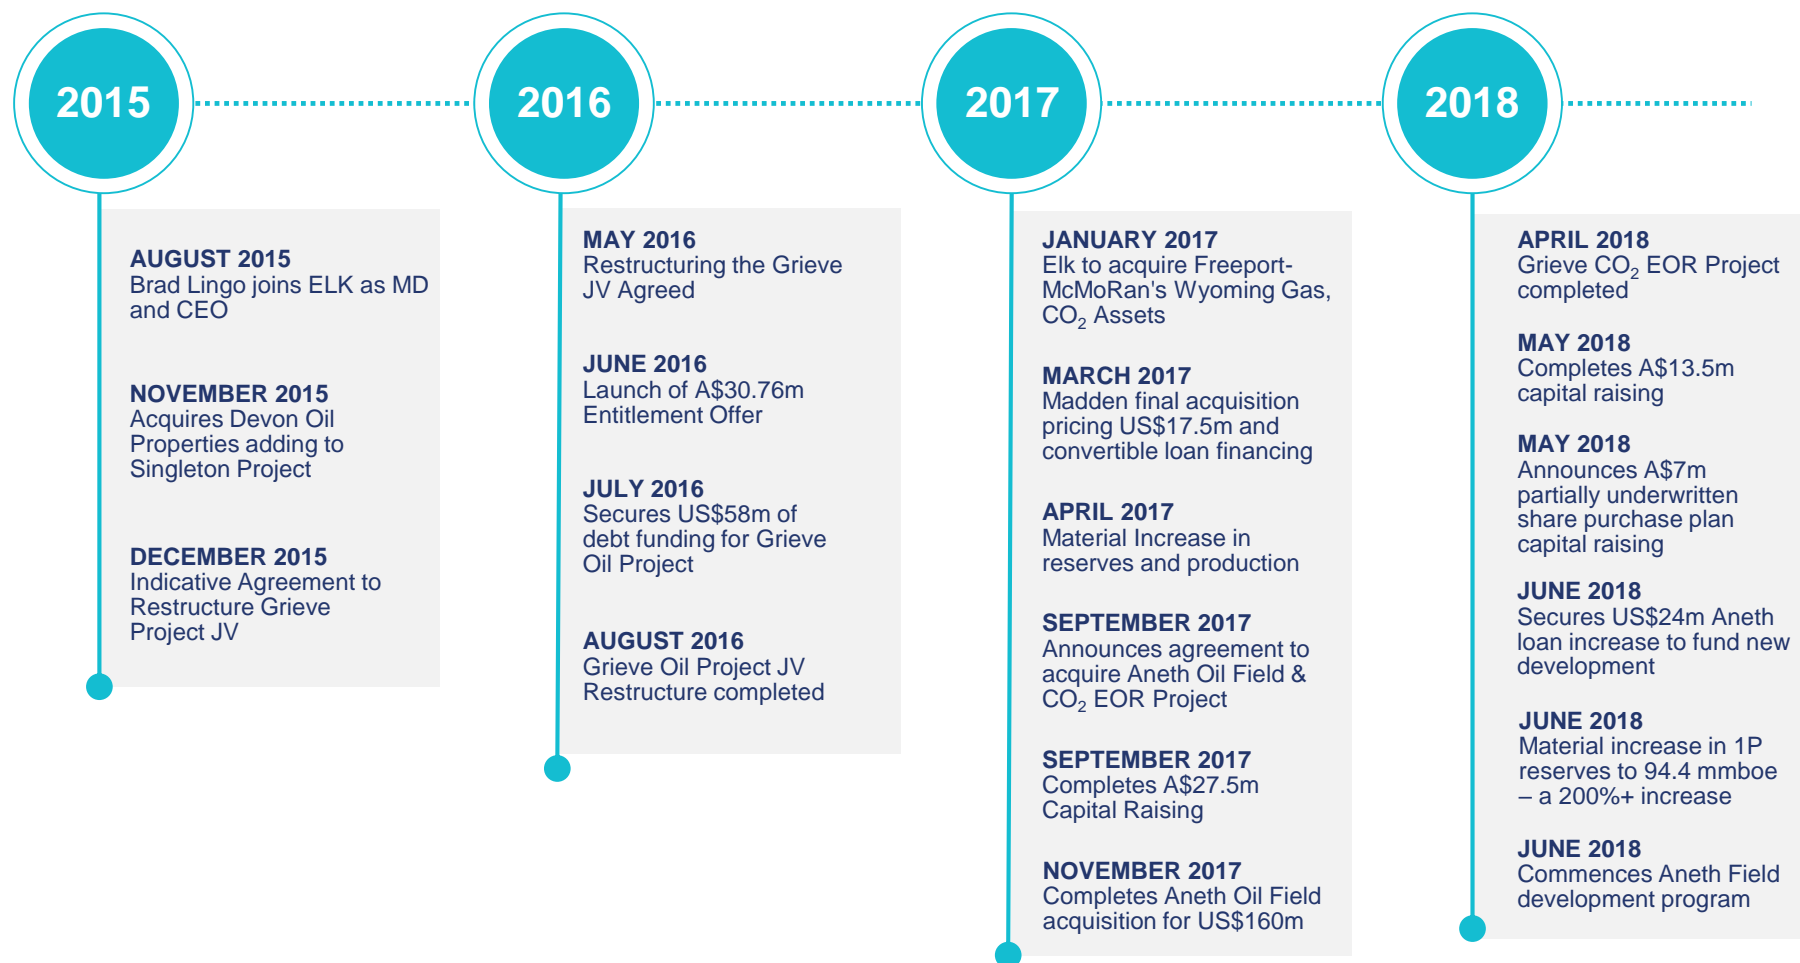 2015
2016
2017
2018
AUGUST 2015
Brad Lingo joins ELK as MD
and CEO
NOVEMBER 2015
Acquires Devon Oil
Properties adding to
Singleton Project
DECEMBER 2015
Indicative Agreement to
Restructure Grieve
Project JV
MAY 2016
Restructuring the Grieve
JV Agreed
JUNE 2016
Launch of A$30.76m
Entitlement Offer
JULY 2016
Secures US$58m of
debt funding for Grieve
Oil Project
AUGUST 2016
Grieve Oil Project JV
Restructure completed
JANUARY 2017
Elk to acquire Freeport-
McMoRan's Wyoming Gas,
CO₂ Assets
MARCH 2017
Madden final acquisition
pricing US$17.5m and
convertible loan financing
APRIL 2017
Material Increase in
reserves and production
SEPTEMBER 2017
Announces agreement to
acquire Aneth Oil Field &
CO₂ EOR Project
SEPTEMBER 2017
Completes A$27.5m
Capital Raising
NOVEMBER 2017
Completes Aneth Oil Field
acquisition for US$160m
APRIL 2018
Grieve CO₂ EOR Project
completed
MAY 2018
Completes A$13.5m
capital raising
MAY 2018
Announces A$7m
partially underwritten
share purchase plan
capital raising
JUNE 2018
Secures US$24m Aneth
loan increase to fund new
development
JUNE 2018
Material increase in 1P
reserves to 94.4 mmboe
– a 200%+ increase
JUNE 2018
Commences Aneth Field
development program